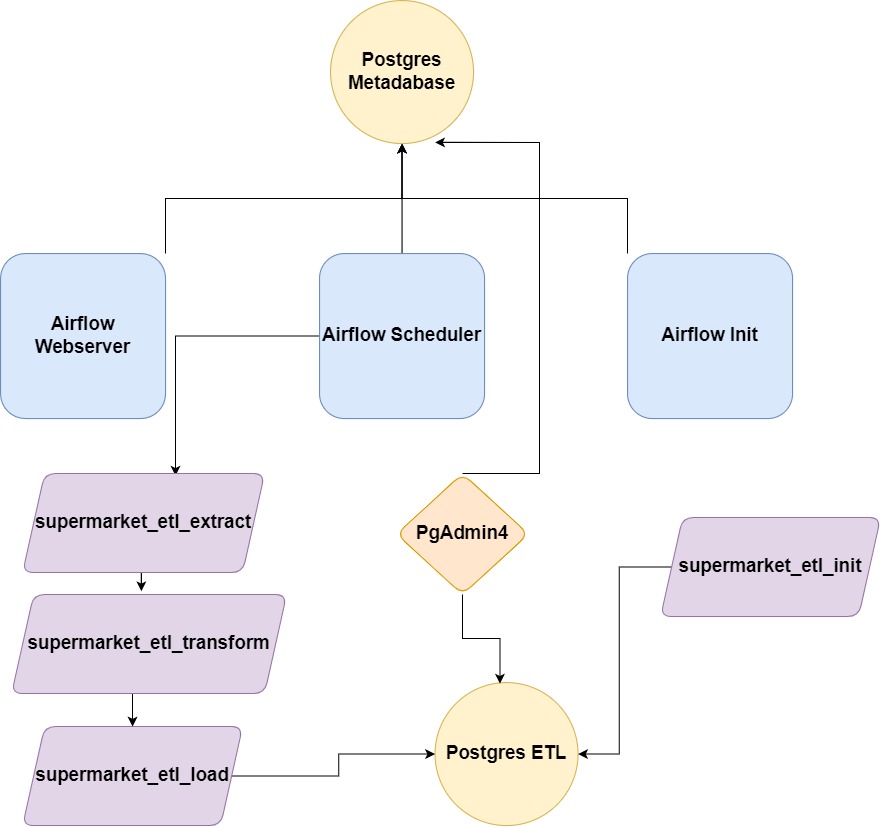 Postgres
Metadabase
Airflow
Webserver
Airflow Scheduler
Airflow Init
supermarket_etl_extract
PgAdmin4
supermarket_etl_init
supermarket_etl_transform
supermarket_etl_load
Postgres ETL